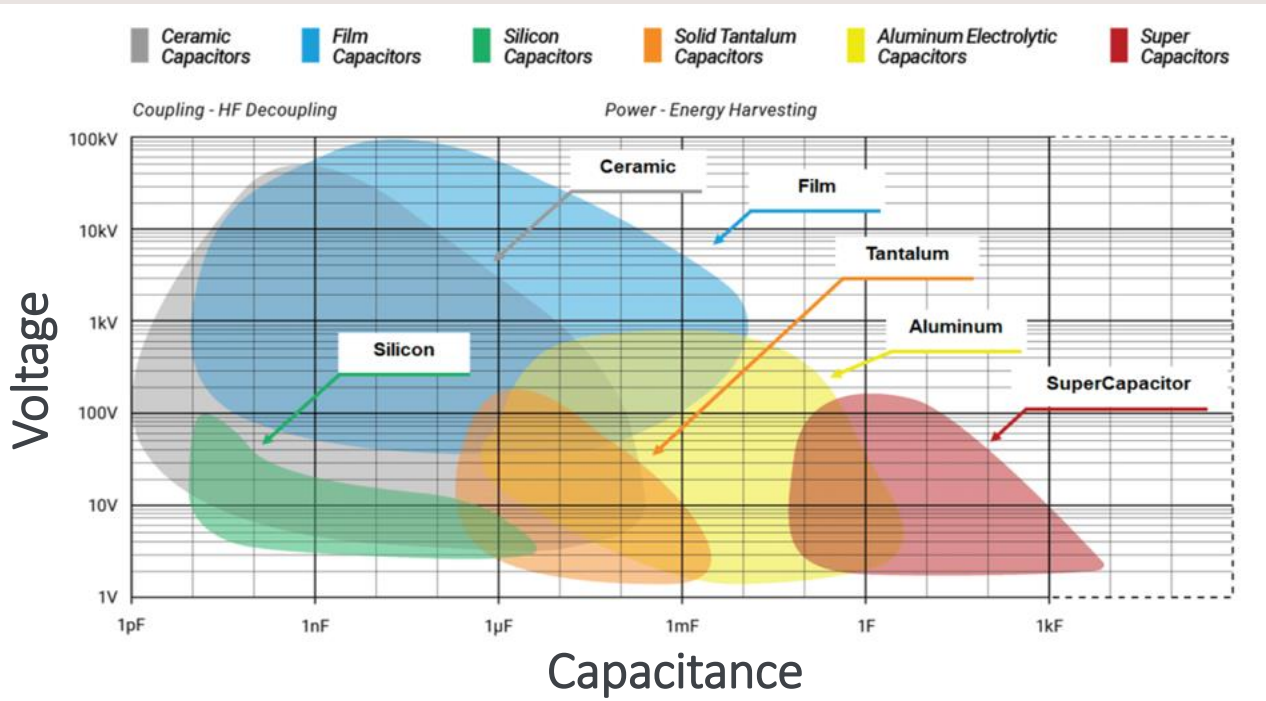 Ceramic
Capacitors
Film
Capacitors
Silicon
Capacitors
Solid Tantalum
Capacitors
Aluminum Electrolytic
Capacitors
Super
Capacitors
Coupling - HF Decoupling
Power - Energy Harvesting
100kV
10kV
1kV
100V
10V
1V
Voltage
Ceramic
Film
Tantalum
Aluminum
Silicon
SuperCapacitor
1pF
1nF
1µF
1mF
1F
1kF
Capacitance